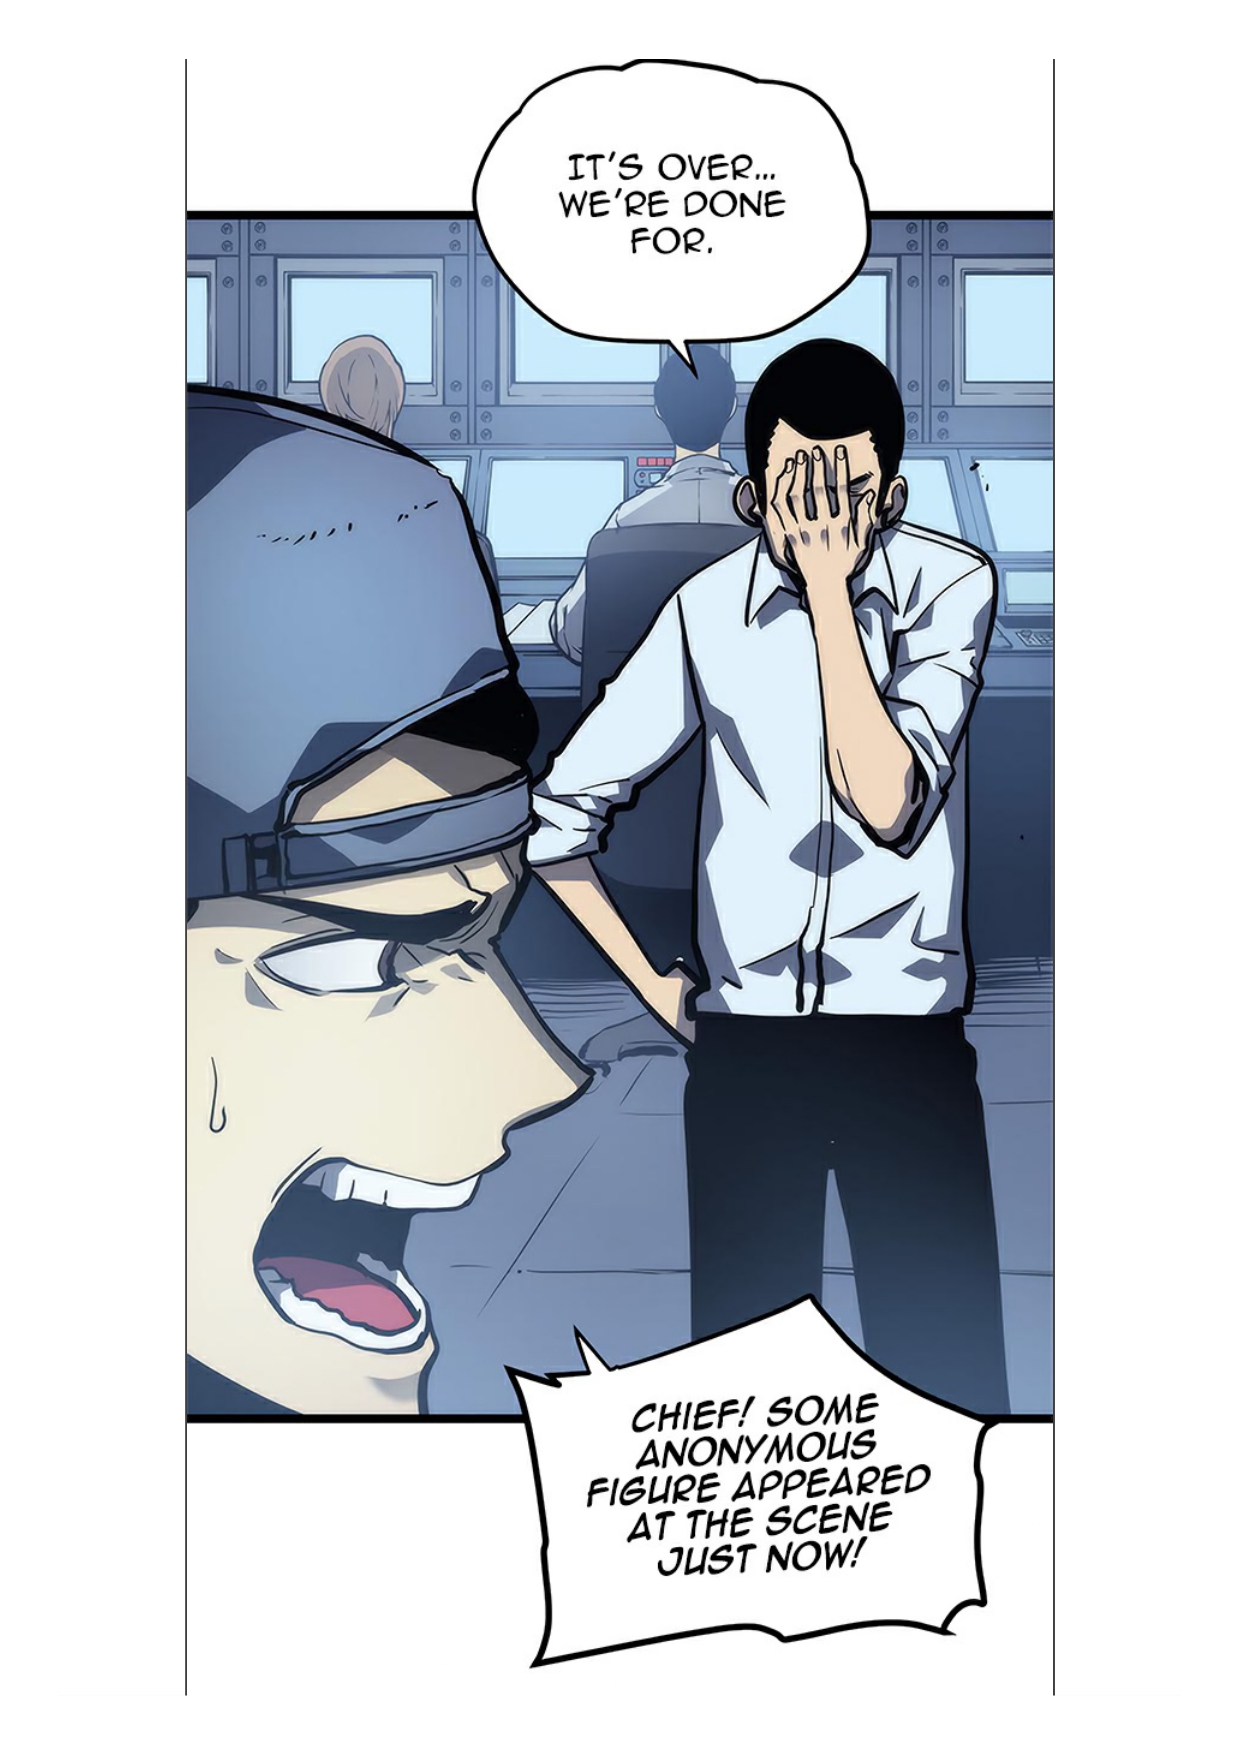 IT'S OVER...
WE'RE DONE
FOR.
CHIEF! SOME
ANONYMOUS
FIGURE APPEARED
AT THE SCENE
JUST NOW!